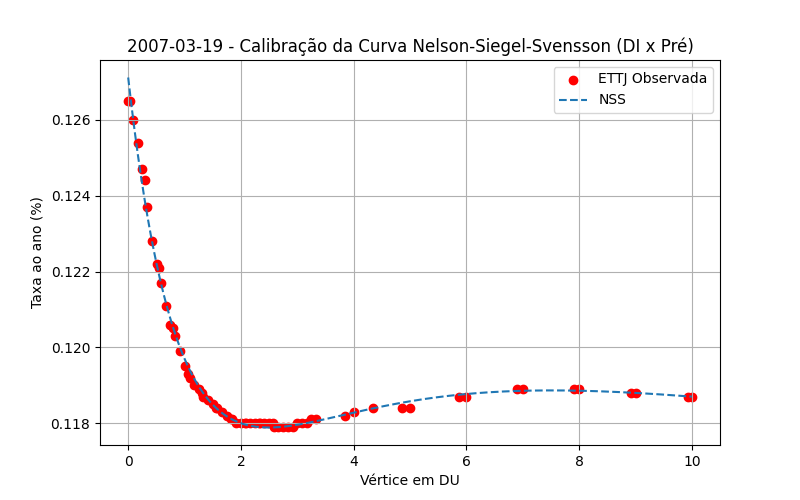 2007-03-19 - Calibração da Curva Nelson-Siegel-Svensson (DI x Pré)
ETTJ Observada
NSS
Taxa ao ano (%)
0.126
0.124
0.122
0.120
0.118
0 2 4 6 8 10
Vértice em DU